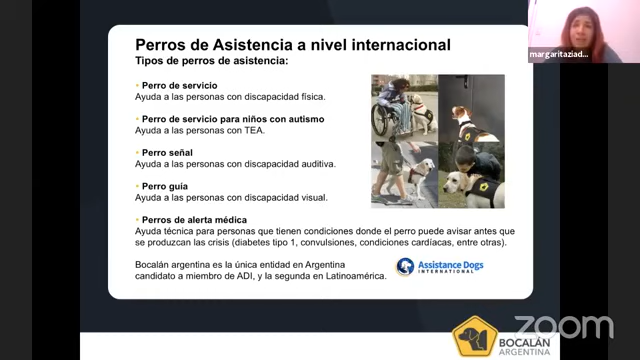 Perros de Asistencia a nivel internacional
Tipos de perros de asistencia:
• Perro de servicio
Ayuda a las personas con discapacidad física.
• Perro de servicio para niños con autismo
Ayuda a las personas con TEA.
• Perro señal
Ayuda a las personas con discapacidad auditiva.
• Perro guía
Ayuda a las personas con discapacidad visual.
• Perros de alerta médica
Ayuda técnica para personas que tienen condiciones donde el perro puede avisar antes que
se produzcan las crisis (diabetes tipo 1, convulsiones, condiciones cardíacas, entre otras).
Bocalán argentina es la única entidad en Argentina
candidato a miembro de ADI, y la segunda en Latinoamérica.
Assistance Dogs
INTERNATIONAL
margaritaziad...
BOCALÁN
ARGENTINA
zoom